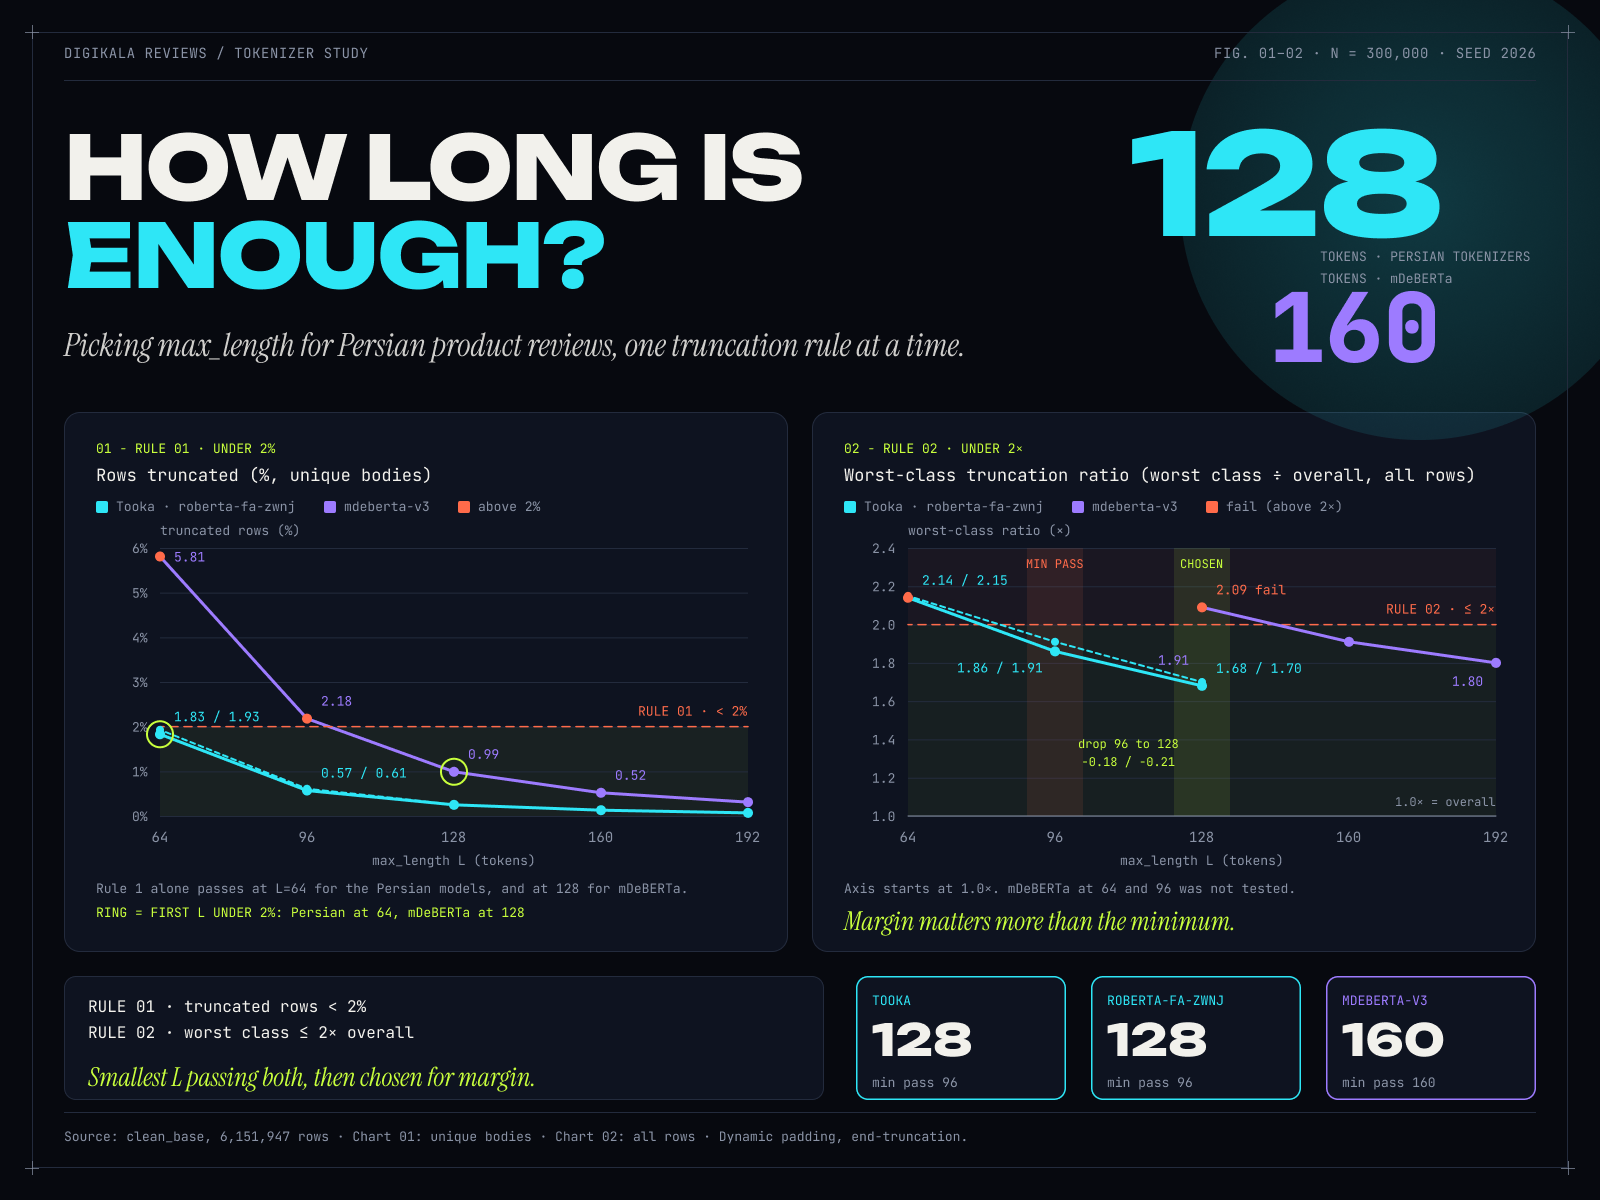 DIGIKALA REVIEWS / TOKENIZER STUDY
FIG. 01–02 · N = 300,000 · SEED 2026
HOW LONG IS
ENOUGH?
Picking max_length for Persian product reviews, one truncation rule at a time.
128
TOKENS · PERSIAN TOKENIZERS
TOKENS · mDeBERTa
160
01 - RULE 01 · UNDER 2%
Rows truncated (%, unique bodies)
Tooka · roberta-fa-zwnj
mdeberta-v3
above 2%
truncated rows (%)
6%
5%
4%
3%
2%
1%
0%
5.81
2.18
1.83 / 1.93
RULE 01 · < 2%
0.99
0.57 / 0.61
0.52
64
96
128
160
192
max_length L (tokens)
Rule 1 alone passes at L=64 for the Persian models, and at 128 for mDeBERTa.
RING = FIRST L UNDER 2%: Persian at 64, mDeBERTa at 128
02 - RULE 02 · UNDER 2×
Worst-class truncation ratio (worst class ÷ overall, all rows)
Tooka · roberta-fa-zwnj
mdeberta-v3
fail (above 2×)
worst-class ratio (×)
2.4
2.2
2.0
1.8
1.6
1.4
1.2
1.0
MIN PASS
CHOSEN
2.14 / 2.15
2.09 fail
RULE 02 · ≤ 2×
1.86 / 1.91
1.91
1.68 / 1.70
1.80
drop 96 to 128
-0.18 / -0.21
1.0× = overall
64
96
128
160
192
max_length L (tokens)
Axis starts at 1.0×. mDeBERTa at 64 and 96 was not tested.
Margin matters more than the minimum.
RULE 01 · truncated rows < 2%
RULE 02 · worst class ≤ 2× overall
Smallest L passing both, then chosen for margin.
TOOKA
128
min pass 96
ROBERTA-FA-ZWNJ
128
min pass 96
MDEBERTA-V3
160
min pass 160
Source: clean_base, 6,151,947 rows · Chart 01: unique bodies · Chart 02: all rows · Dynamic padding, end-truncation.